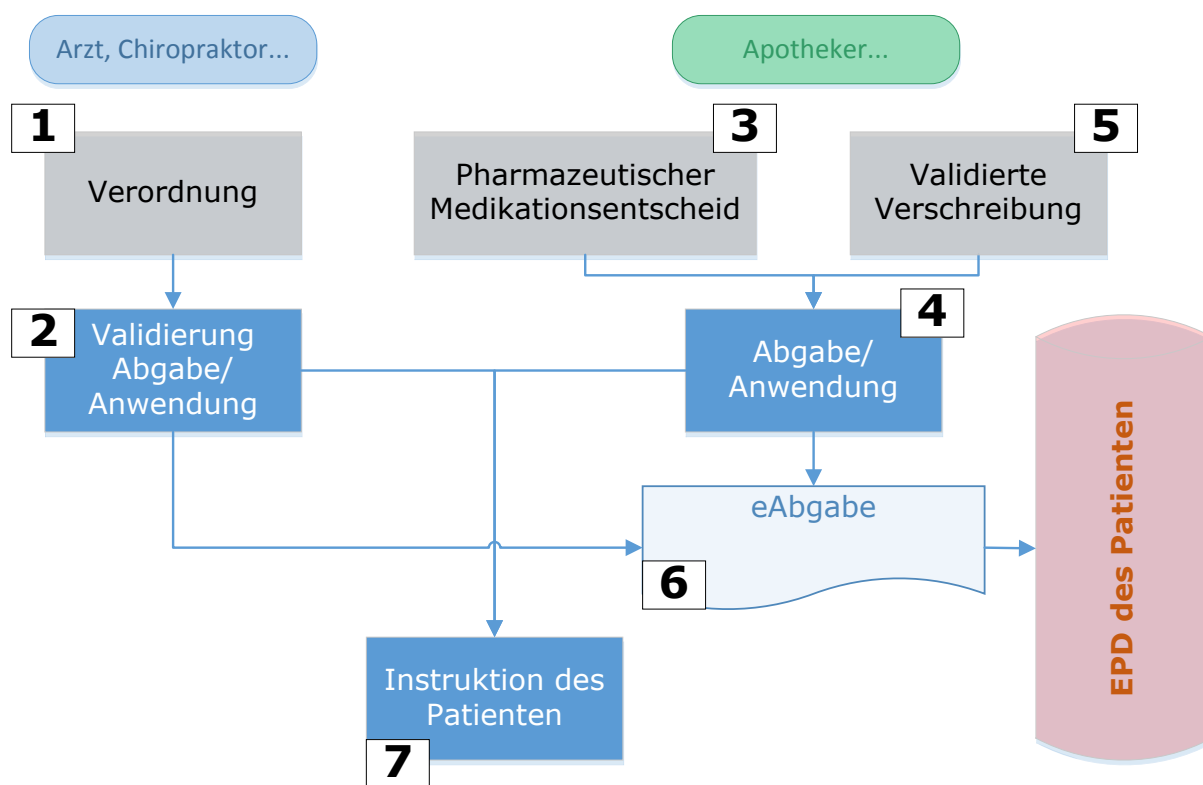 Arzt, Chiropraktor...
Apotheker...
1
Verordnung
3
Pharmazeutischer
Medikationsentscheid
5
Validierte
Verschreibung
2
Validierung
Abgabe/
Anwendung
4
Abgabe/
Anwendung
eAbgabe
6
EPD des Patienten
Instruktion des
Patienten
7